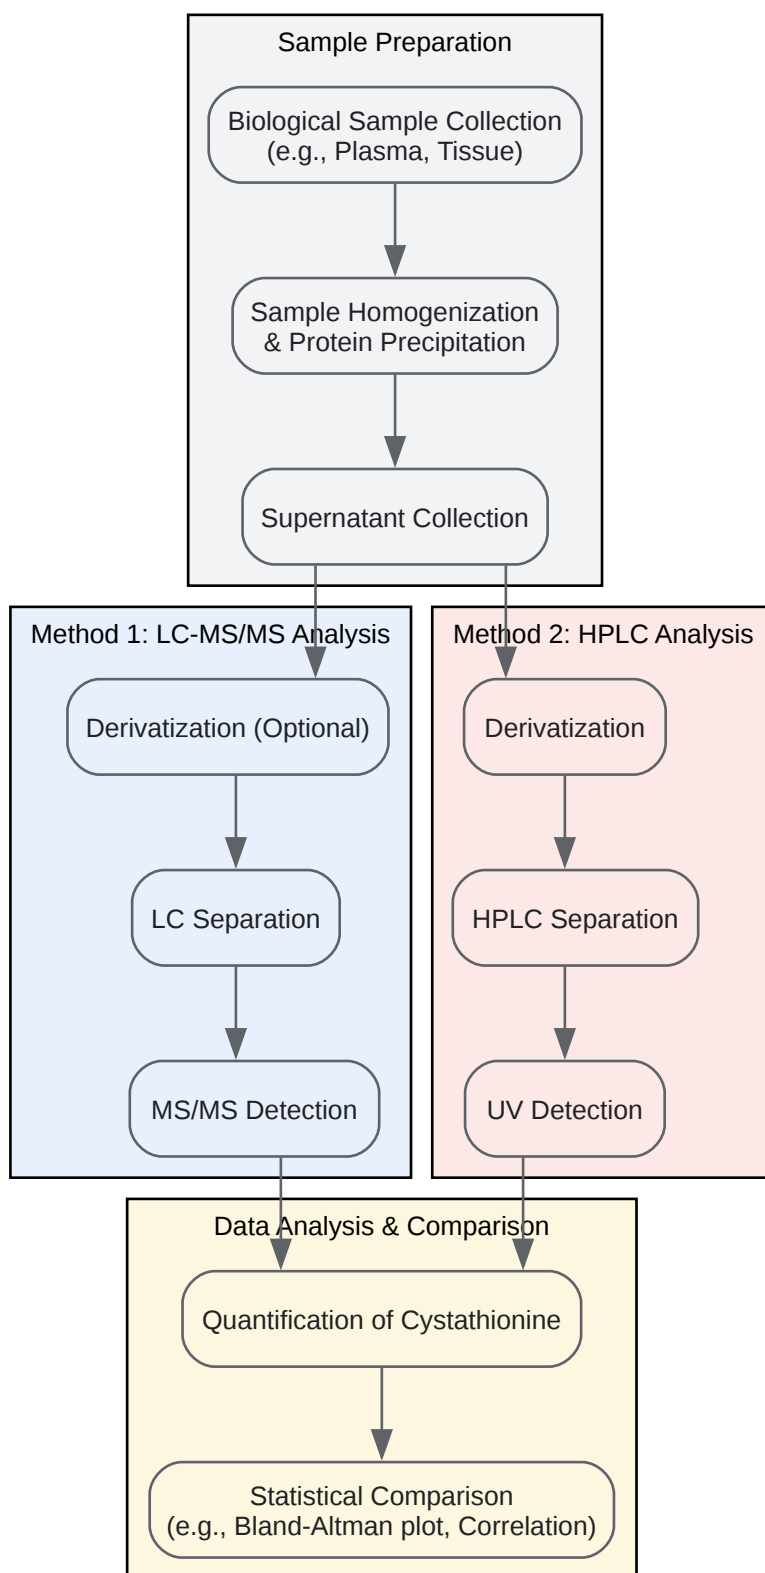 Sample Preparation
Biological Sample Collection
(e.g., Plasma, Tissue)
Sample Homogenization
& Protein Precipitation
Supernatant Collection
Method 1: LC-MS/MS Analysis
Derivatization (Optional)
LC Separation
MS/MS Detection
Method 2: HPLC Analysis
Derivatization
HPLC Separation
UV Detection
Data Analysis & Comparison
Quantification of Cystathionine
Statistical Comparison
(e.g., Bland-Altman plot, Correlation)